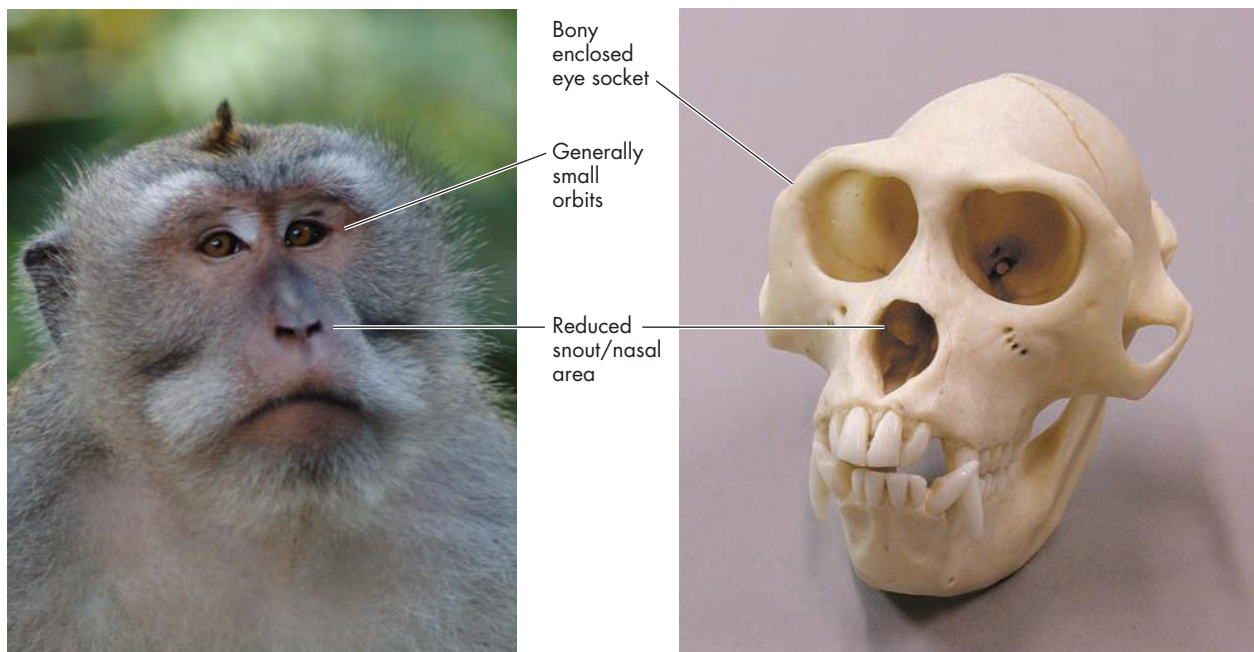 Bony
enclosed
eye socket
Generally
small
orbits
Reduced
snout/nasal
area